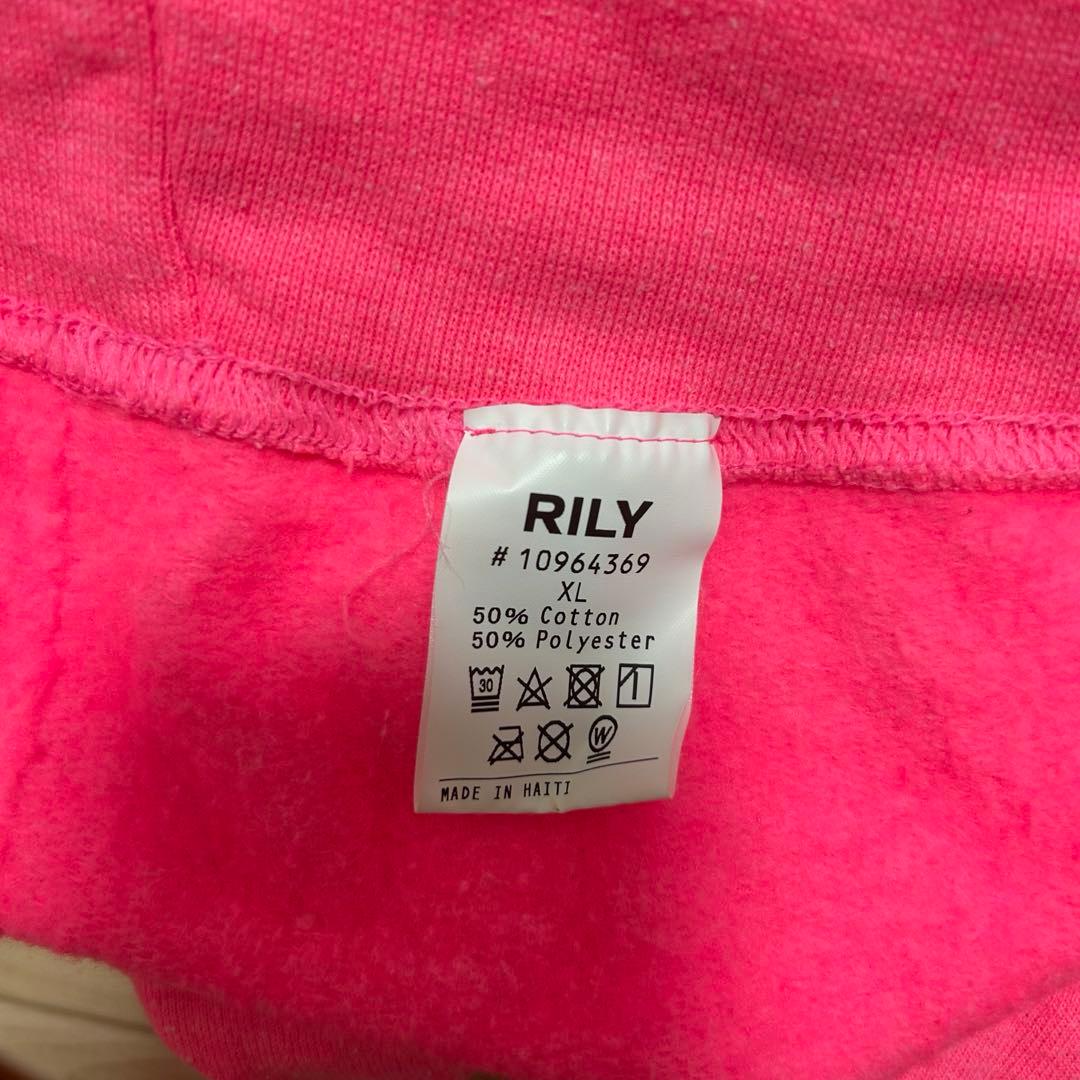 RILY
# 10964369
XL
50% Cotton
50% Polyester
30
W
MADE IN HAITI